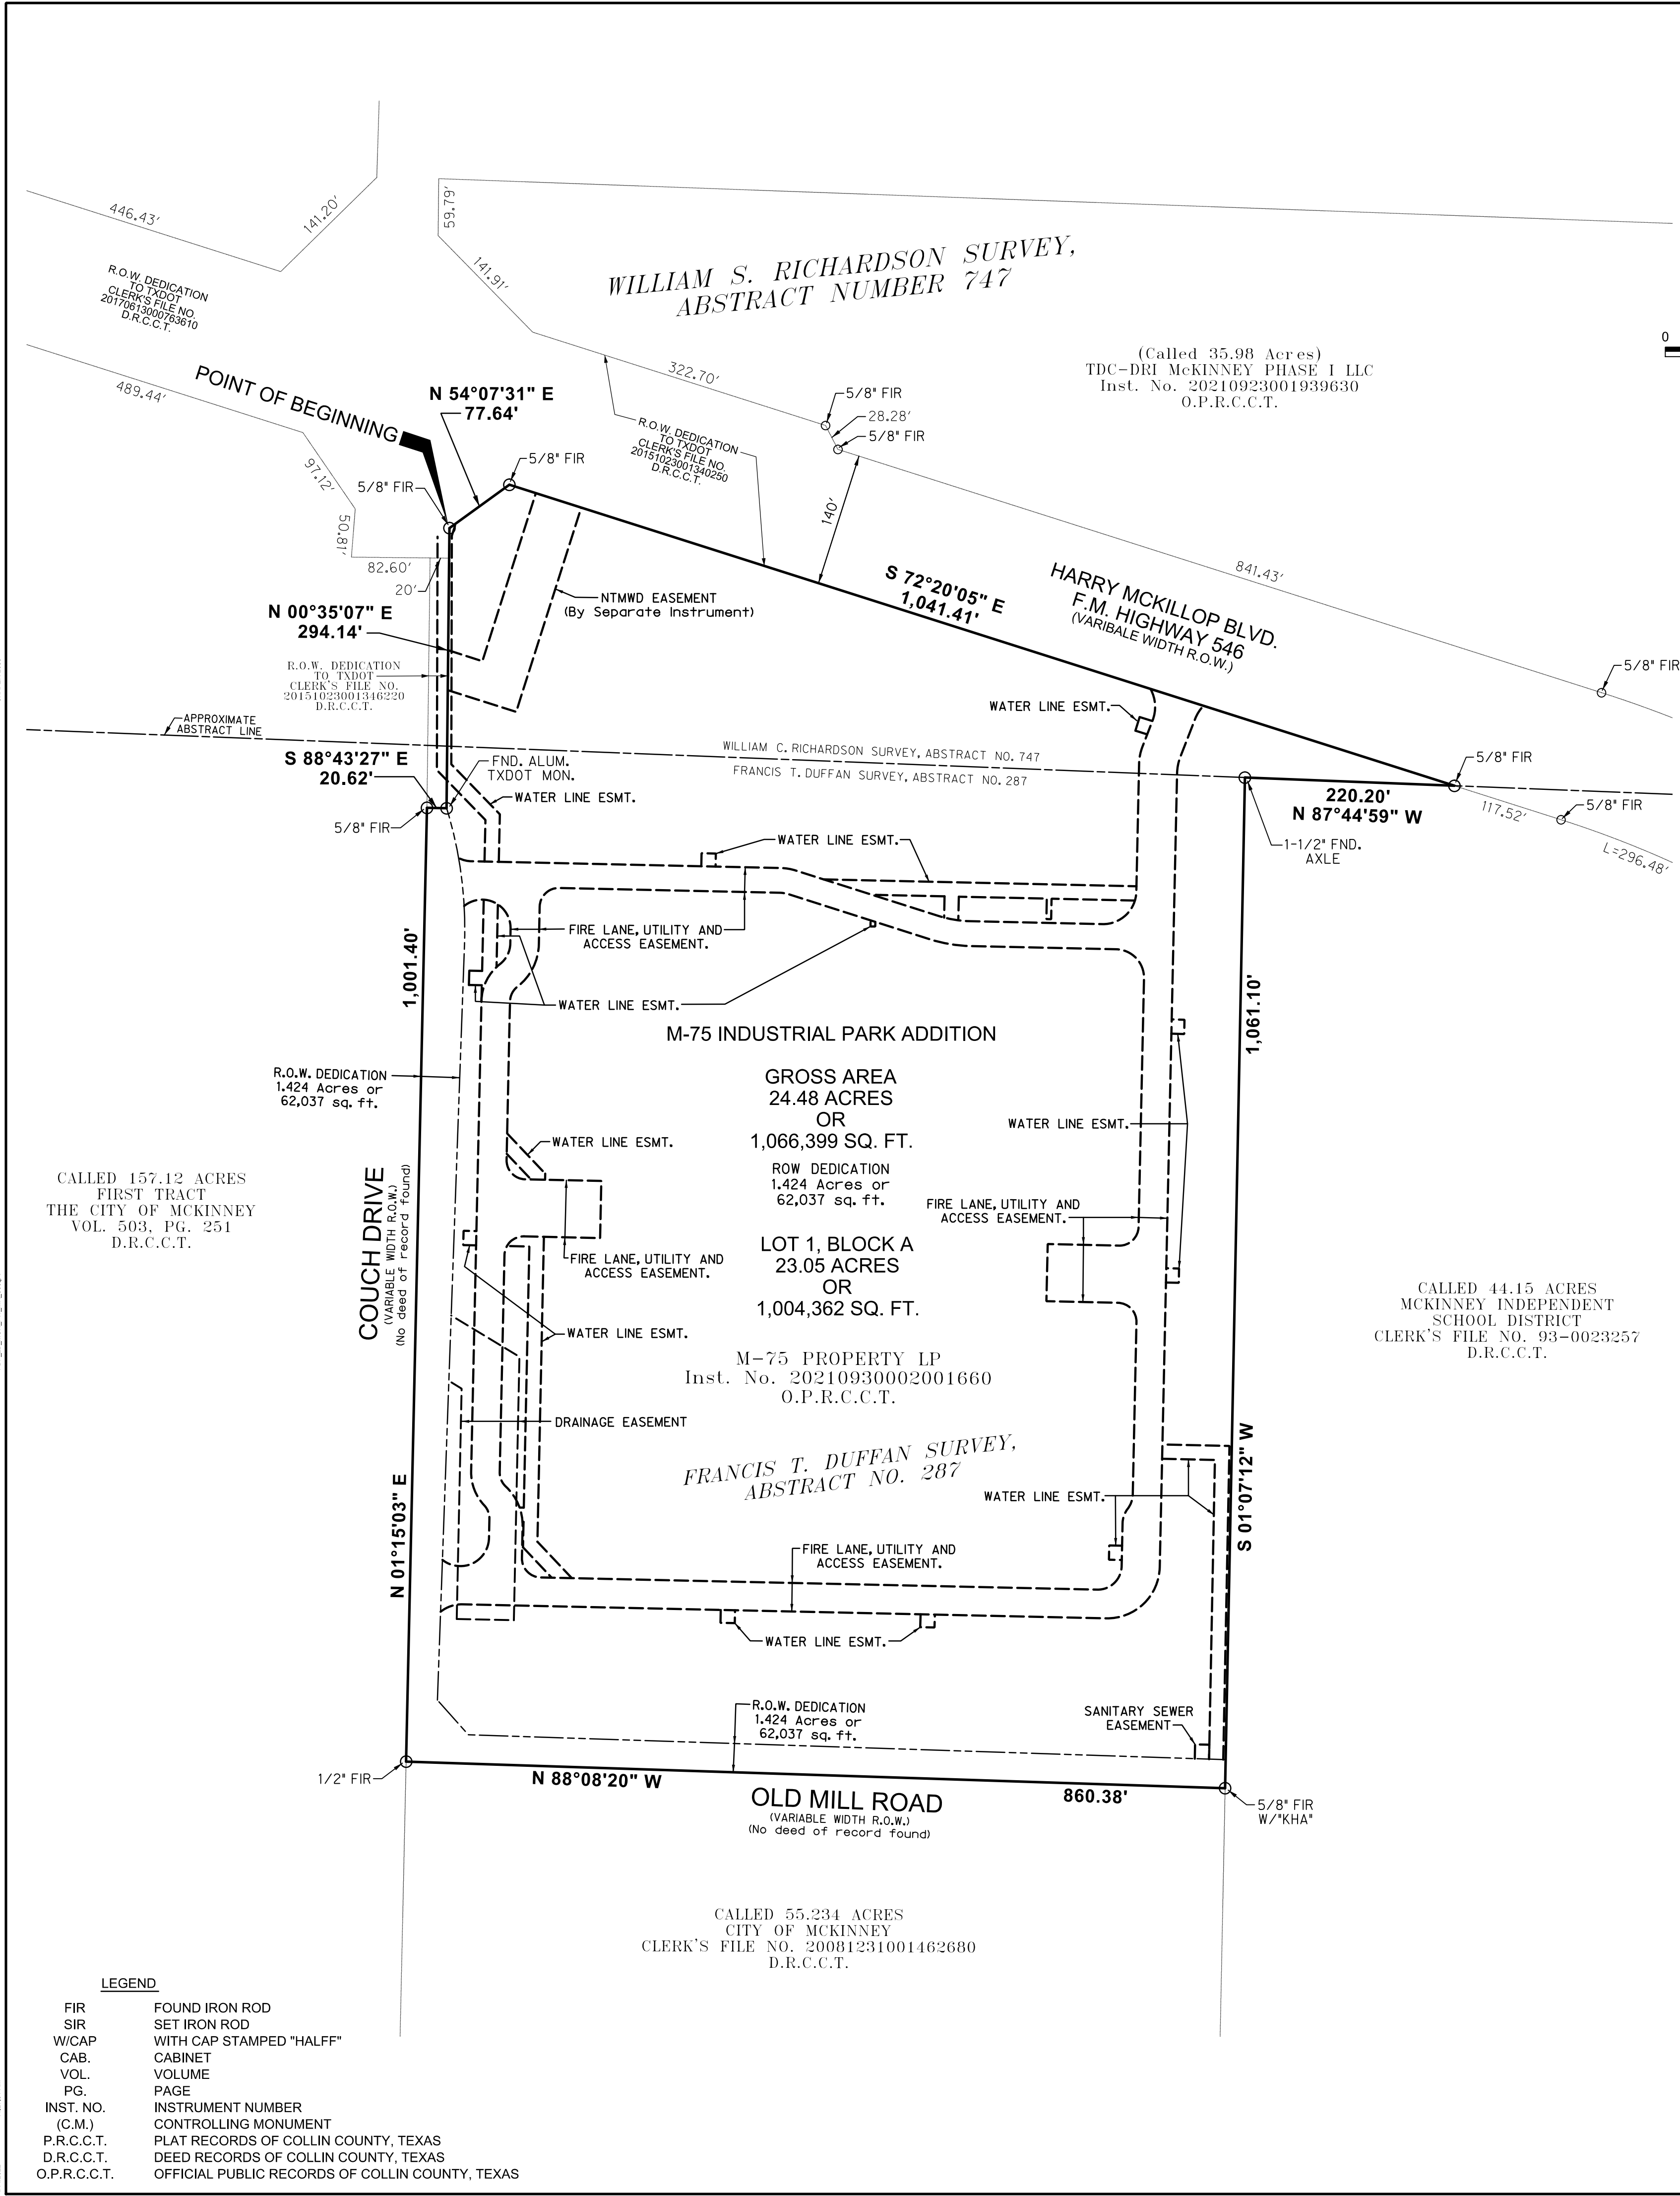 446.43'
141.20'
59.79'
141.91'
R.O.W. DEDICATION
TO TXDOT
CLERK'S FILE NO.
20170613000763610
D.R.C.C.T.
WILLIAM S. RICHARDSON SURVEY,
ABSTRACT NUMBER 747
0
(Called 35.98 Acres)
TDC-DRI McKINNEY PHASE I LLC
Inst. No. 20210923001939630
O.P.R.C.C.T.
322.70'
489.44'
POINT OF BEGINNING
N 54°07'31" E
77.64'
5/8" FIR
28.28'
5/8" FIR
R.O.W. DEDICATION
TO TXDOT
CLERK'S FILE NO.
20151023001340250
D.R.C.C.T.
5/8" FIR
97.12'
5/8" FIR
50.81'
140'
82.60'
20'
841.43'
S 72°20'05" E
1,041.41'
HARRY MCKILLOP BLVD.
F.M. HIGHWAY 546
(VARIBALE WIDTH R.O.W.)
NTMWD EASEMENT
(By Separate Instrument)
N 00°35'07" E
294.14'
R.O.W. DEDICATION
TO TXDOT
CLERK'S FILE NO.
20151023001346220
D.R.C.C.T.
5/8" FIR
WATER LINE ESMT.
APPROXIMATE
ABSTRACT LINE
WILLIAM C. RICHARDSON SURVEY, ABSTRACT NO. 747
FRANCIS T. DUFFAN SURVEY, ABSTRACT NO. 287
S 88°43'27" E
20.62'
FND. ALUM.
TXDOT MON.
WATER LINE ESMT.
5/8" FIR
5/8" FIR
220.20'
N 87°44'59" W
117.52'
5/8" FIR
L=296.48'
1-1/2" FND.
AXLE
WATER LINE ESMT.
1,001.40'
FIRE LANE, UTILITY AND
ACCESS EASEMENT.
WATER LINE ESMT.
1,061.10'
M-75 INDUSTRIAL PARK ADDITION
R.O.W. DEDICATION
1.424 Acres or
62,037 sq. ft.
GROSS AREA
24.48 ACRES
OR
1,066,399 SQ. FT.
WATER LINE ESMT.
WATER LINE ESMT.
ROW DEDICATION
1.424 Acres or
62,037 sq. ft.
CALLED 157.12 ACRES
FIRST TRACT
THE CITY OF MCKINNEY
VOL. 503, PG. 251
D.R.C.C.T.
COUCH DRIVE
(VARIABLE WIDTH R.O.W.)
(No deed of record found)
FIRE LANE, UTILITY AND
ACCESS EASEMENT.
LOT 1, BLOCK A
23.05 ACRES
OR
1,004,362 SQ. FT.
FIRE LANE, UTILITY AND
ACCESS EASEMENT.
CALLED 44.15 ACRES
MCKINNEY INDEPENDENT
SCHOOL DISTRICT
CLERK'S FILE NO. 93-0023257
D.R.C.C.T.
WATER LINE ESMT.
M-75 PROPERTY LP
Inst. No. 20210930002001660
O.P.R.C.C.T.
DRAINAGE EASEMENT
FRANCIS T. DUFFAN SURVEY,
ABSTRACT NO. 287
N 01°15'03" E
S 01°07'12" W
WATER LINE ESMT.
FIRE LANE, UTILITY AND
ACCESS EASEMENT.
WATER LINE ESMT.
R.O.W. DEDICATION
1.424 Acres or
62,037 sq. ft.
SANITARY SEWER
EASEMENT
1/2" FIR
N 88°08'20" W
860.38'
OLD MILL ROAD
(VARIABLE WIDTH R.O.W.)
(No deed of record found)
5/8" FIR
W/"KHA"
CALLED 55.234 ACRES
CITY OF MCKINNEY
CLERK'S FILE NO. 20081231001462680
D.R.C.C.T.
LEGEND
FIR FOUND IRON ROD
SIR SET IRON ROD
W/CAP WITH CAP STAMPED "HALFF"
CAB. CABINET
VOL. VOLUME
PG. PAGE
INST. NO. INSTRUMENT NUMBER
(C.M.) CONTROLLING MONUMENT
P.R.C.C.T. PLAT RECORDS OF COLLIN COUNTY, TEXAS
D.R.C.C.T. DEED RECORDS OF COLLIN COUNTY, TEXAS
O.P.R.C.C.T. OFFICIAL PUBLIC RECORDS OF COLLIN COUNTY, TEXAS